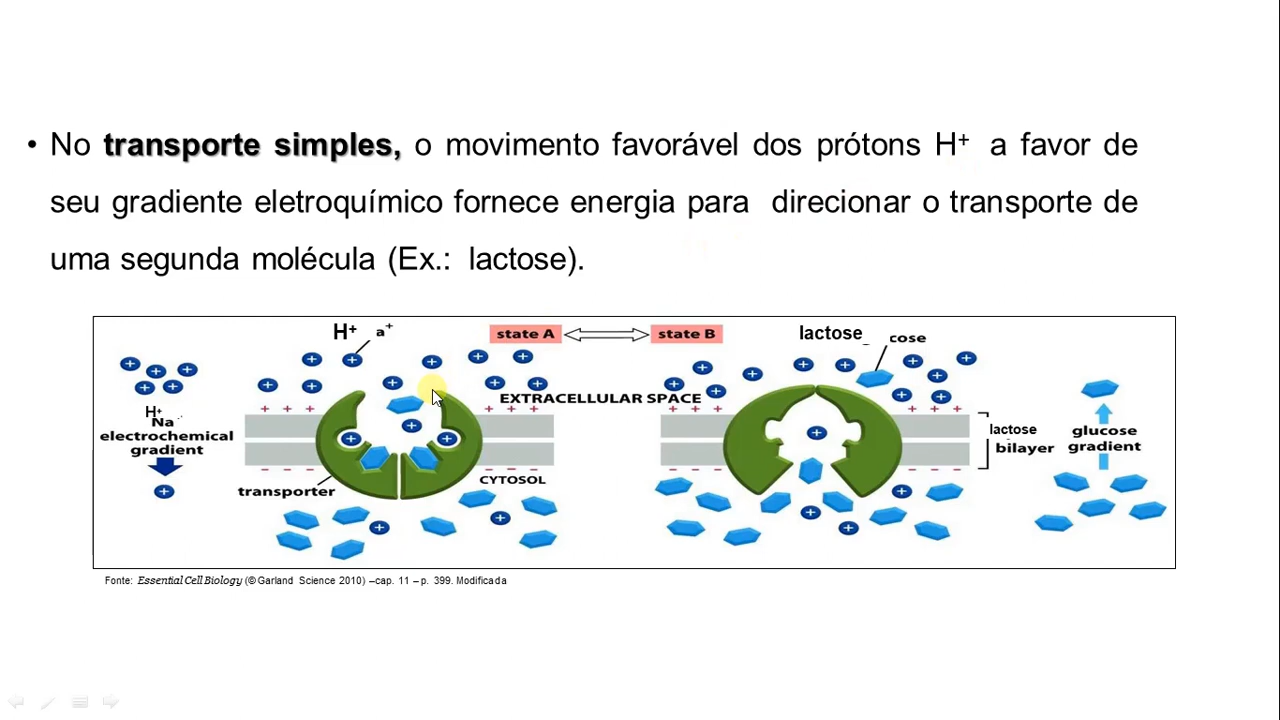 • No transporte simples, o movimento favorável dos prótons H⁺ a favor de
seu gradiente eletroquímico fornece energia para direcionar o transporte de
uma segunda molécula (Ex.: lactose).
H⁺ a⁺
state A
state B
lactose
cose
EXTRACELLULAR SPACE
H⁺
Na
electrochemical
gradient
transporter
CYTOSOL
lactose
bilayer
glucose
gradient
Fonte: Essential Cell Biology (© Garland Science 2010) –cap. 11 – p. 399. Modificada